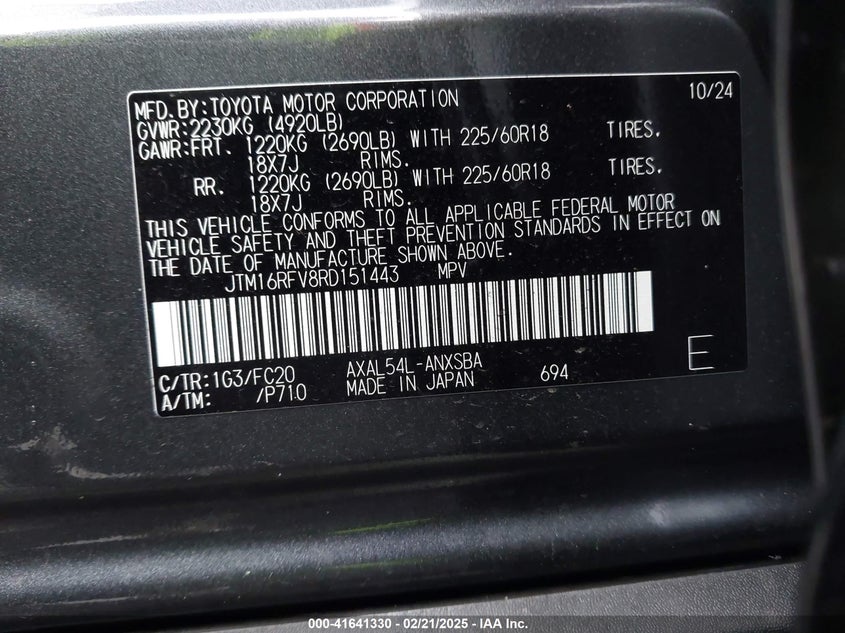 MFD.BY:TOYOTA MOTOR CORPORATION 10/24
GVWR:2230KG (4920LB)
GAWR:FRT. 1220KG (2690LB) WITH 225/60R18 TIRES.
18X7J RIMS.
RR. 1220KG (2690LB) WITH 225/60R18 TIRES.
18X7J RIMS.
THIS VEHICLE CONFORMS TO ALL APPLICABLE FEDERAL MOTOR
VEHICLE SAFETY AND THEFT PREVENTION STANDARDS IN EFFECT ON
THE DATE OF MANUFACTURE SHOWN ABOVE.
JTM16RFV8RD151443 MPV
C/TR:1G3/FC20 AXAL54L-ANXSBA 694 E
A/TM: /P710 MADE IN JAPAN
000-41641330 - 02/21/2025 - IAA Inc.